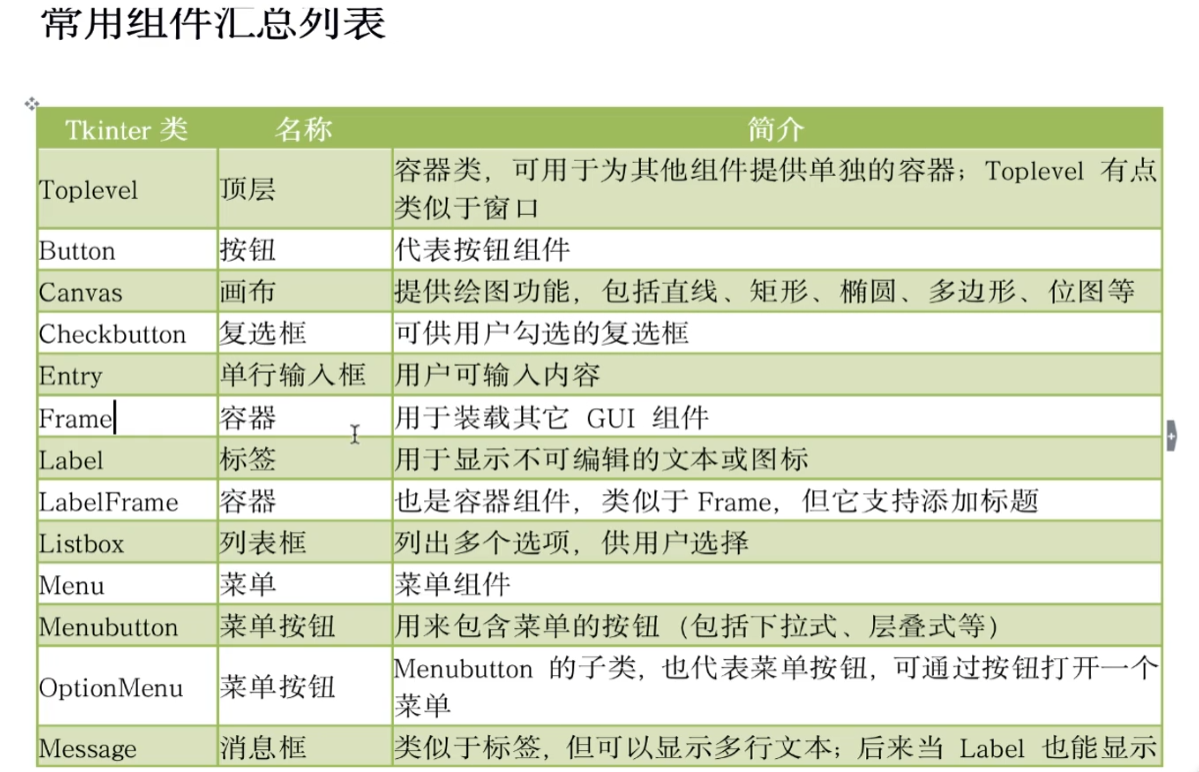 常用组件汇总列表
Tkinter 类 名称 简介
Toplevel 顶层 容器类，可用于为其他组件提供单独的容器；Toplevel 有点
类似于窗口
Button 按钮 代表按钮组件
Canvas 画布 提供绘图功能，包括直线、矩形、椭圆、多边形、位图等
Checkbutton 复选框 可供用户勾选的复选框
Entry 单行输入框 用户可输入内容
Frame 容器 用于装载其它 GUI 组件
Label 标签 用于显示不可编辑的文本或图标
LabelFrame 容器 也是容器组件，类似于 Frame，但它支持添加标题
Listbox 列表框 列出多个选项，供用户选择
Menu 菜单 菜单组件
Menubutton 菜单按钮 用来包含菜单的按钮（包括下拉式、层叠式等）
OptionMenu 菜单按钮 Menubutton 的子类，也代表菜单按钮，可通过按钮打开一个
菜单
Message 消息框 类似于标签，但可以显示多行文本；后来当 Label 也能显示